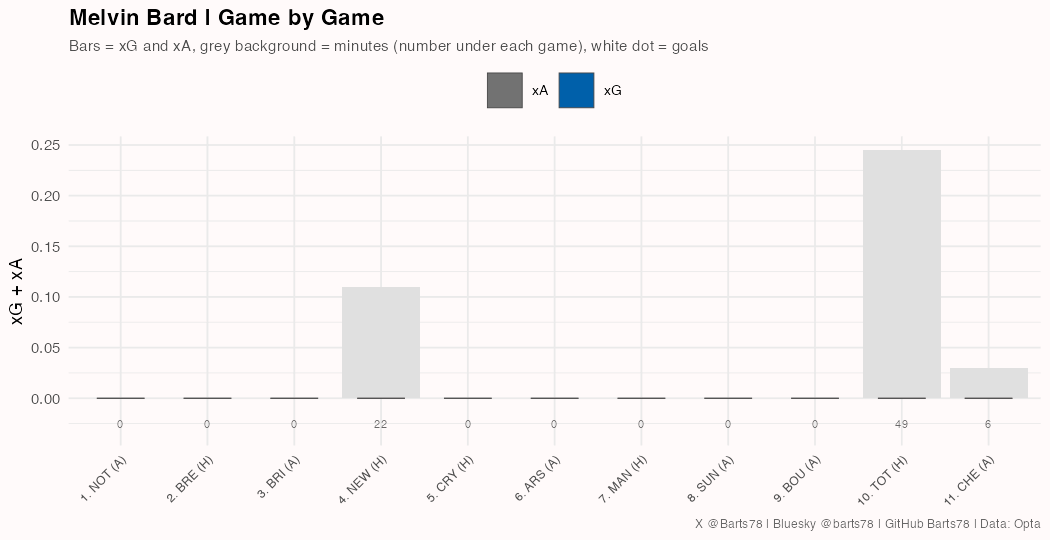 Melvin Bard | Game by Game
Bars = xG and xA, grey background = minutes (number under each game), white dot = goals
xA xG
xG + xA
0.25
0.20
0.15
0.10
0.05
0.00
0 0 0 22 0 0 0 0 0 49 6
1. NOT (A) 2. BRE (H) 3. BRI (A) 4. NEW (H) 5. CRY (H) 6. ARS (A) 7. MAN (H) 8. SUN (A) 9. BOU (A) 10. TOT (H) 11. CHE (A)
X @Barts78 | Bluesky @barts78 | GitHub Barts78 | Data: Opta